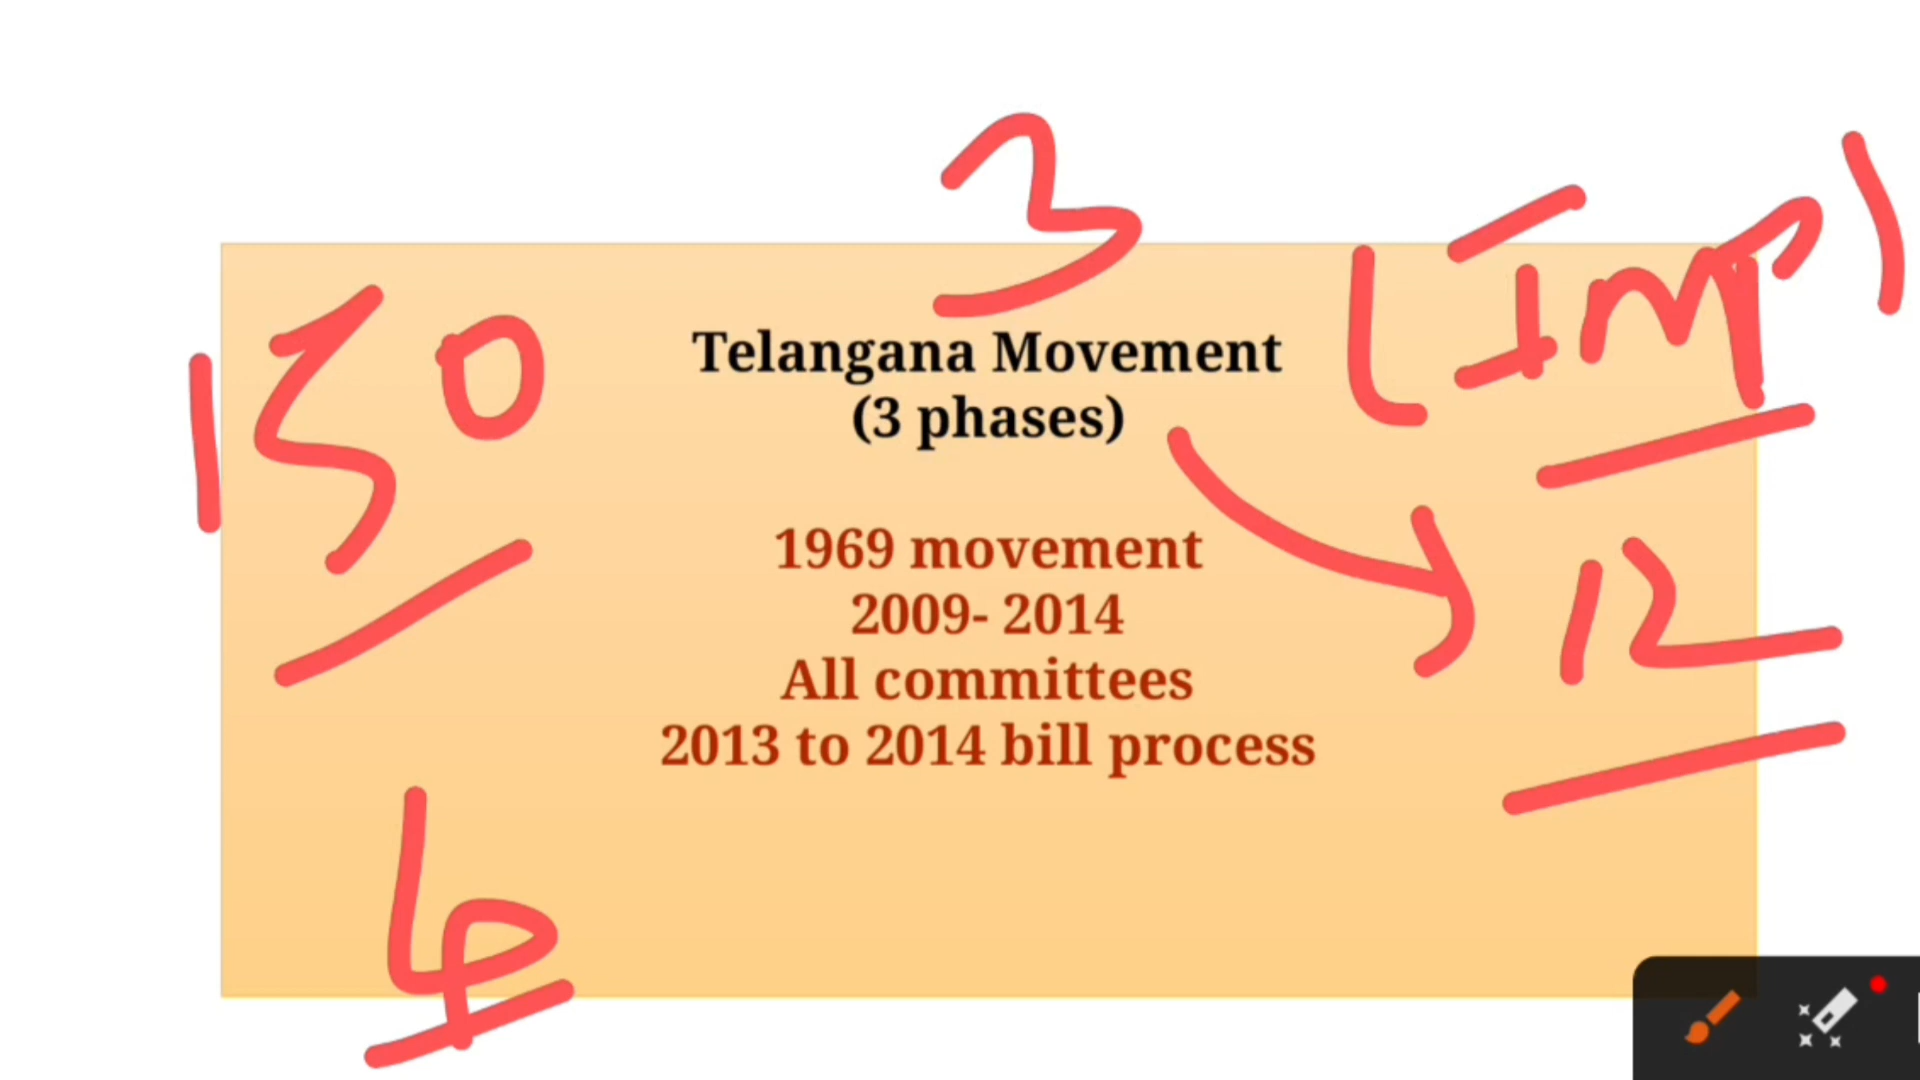 3
(Imp)
150
Telangana Movement
(3 phases)
1969 movement
12
2009- 2014
All committees
2013 to 2014 bill process